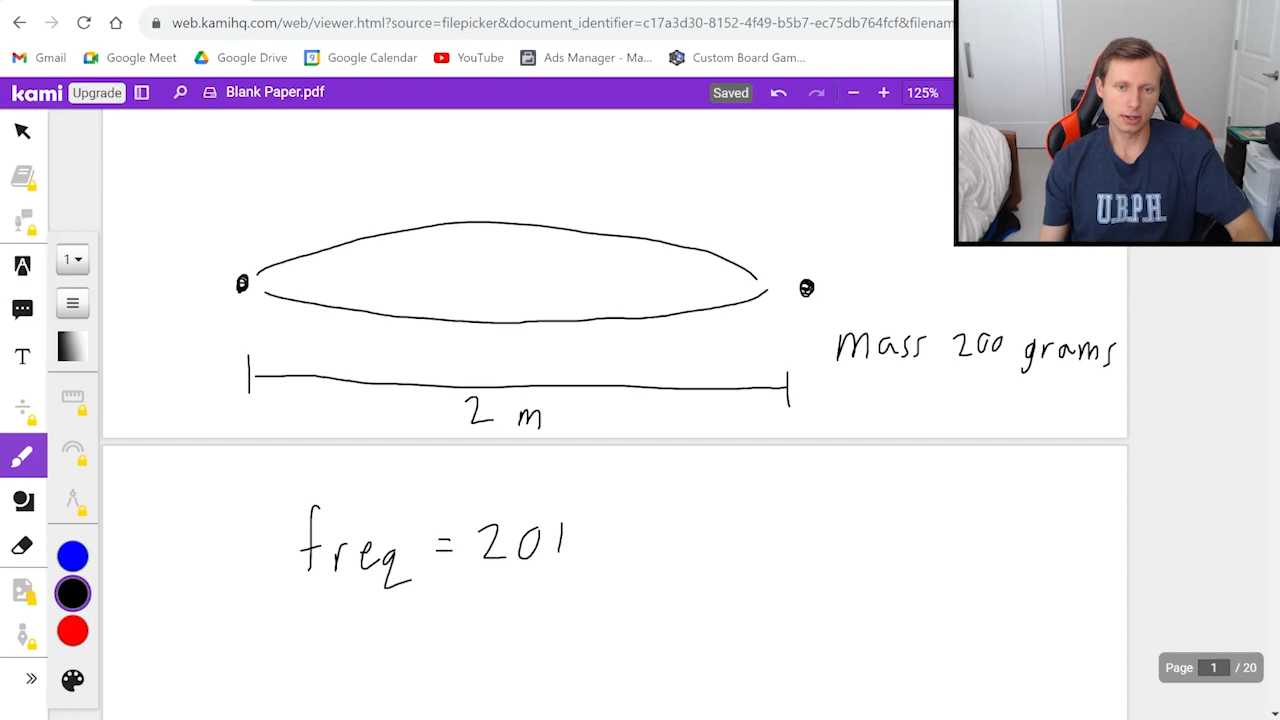 web.kamihq.com/web/viewer.html?source=filepicker&document_identifier=c17a3d30-8152-4f49-b5b7-ec75db764fcf&filenam
Gmail Google Meet Google Drive Google Calendar YouTube Ads Manager - Ma... Custom Board Gam...
kami Upgrade Blank Paper.pdf Saved 125%
U.B.P.H.
1
T
mass 200 grams
2 m
freq = 201
Page 1 / 20